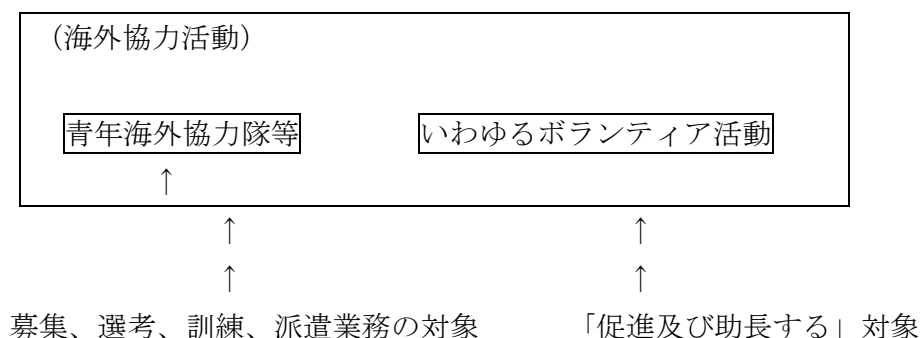 （海外協力活動）
青年海外協力隊等 いわゆるボランティア活動
↑
↑ ↑
↑ ↑
募集、選考、訓練、派遣業務の対象 「促進及び助長する」対象